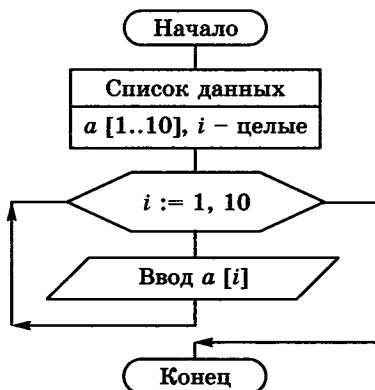 Начало
Список данных
a [1..10], i – целые
i := 1, 10
Ввод a [i]
Конец